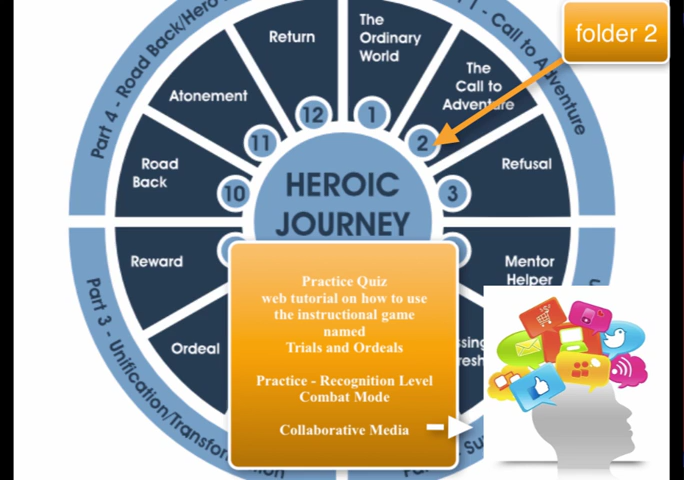 Part 4 - Road Back/Hero
1 - Call to Adventure
folder 2
Return
The
Ordinary
World
The
Call to
Adventure
Atonement
Refusal
Road
Back
12
1
11
2
10
3
HEROIC
JOURNEY
Reward
Mentor
Helper
Ordeal
Practice Quiz
web tutorial on how to use
the instructional game
named
Trials and Ordeals
Practice - Recognition Level
Combat Mode
Collaborative Media
Part 3 - Unification/Transformation